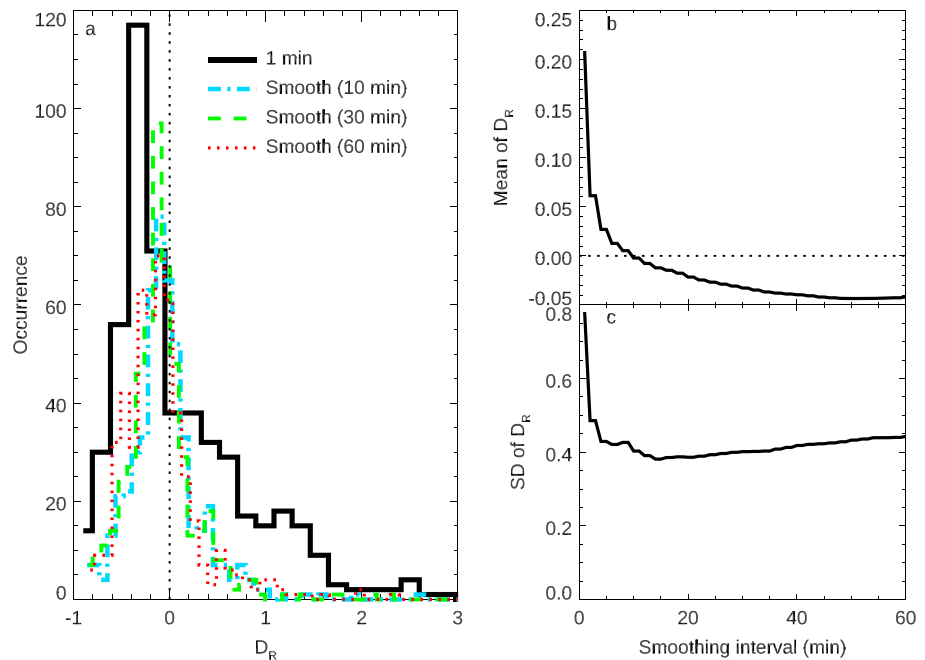 a
1 min
Smooth (10 min)
Smooth (30 min)
Smooth (60 min)
120
100
80
60
40
20
0
Occurrence
-1
0
1
2
3
D_R
b
0.25
0.20
0.15
0.10
0.05
0.00
-0.05
Mean of D_R
c
0.8
0.6
0.4
0.2
0.0
SD of D_R
0
20
40
60
Smoothing interval (min)